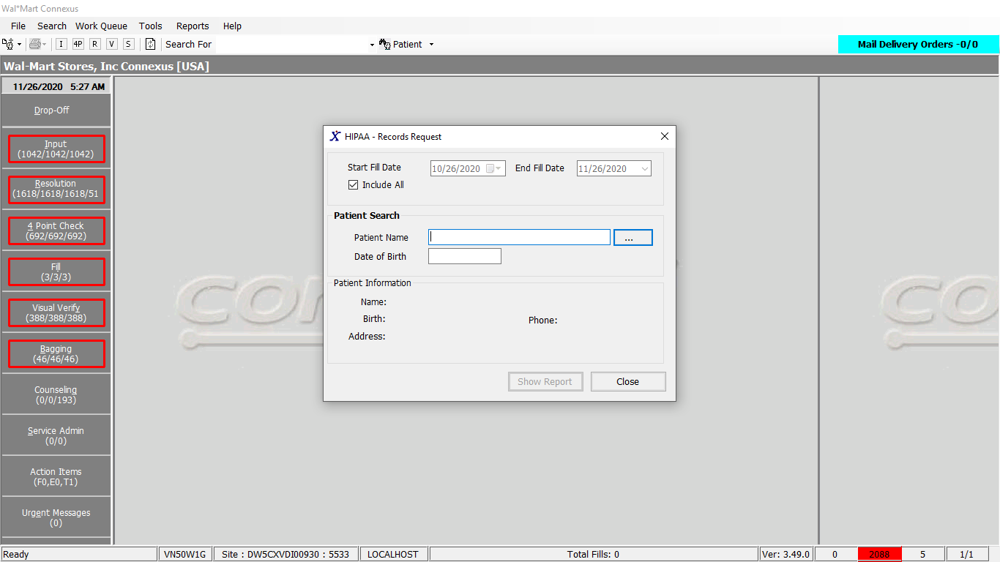 Wal*Mart Connexus
File Search Work Queue Tools Reports Help
I 4P R V S Search For Patient Mail Delivery Orders -0/0
Wal-Mart Stores, Inc Connexus [USA]
11/26/2020 5:27 AM
Drop-Off
Input
(1042/1042/1042)
Resolution
(1618/1618/1618/51
4 Point Check
(692/692/692)
Fill
(3/3/3)
Visual Verify
(388/388/388)
Bagging
(46/46/46)
Counseling
(0/0/193)
Service Admin
(0/0)
Action Items
(F0,E0,T1)
Urgent Messages
(0)
HIPAA - Records Request
Start Fill Date 10/26/2020 End Fill Date 11/26/2020
Include All
Patient Search
Patient Name ...
Date of Birth
Patient Information
Name:
Birth: Phone:
Address:
Show Report Close
Ready VN50W1G Site : DW5CXVDI00930 : 5533 LOCALHOST Total Fills: 0 Ver: 3.49.0 0 2088 5 1/1